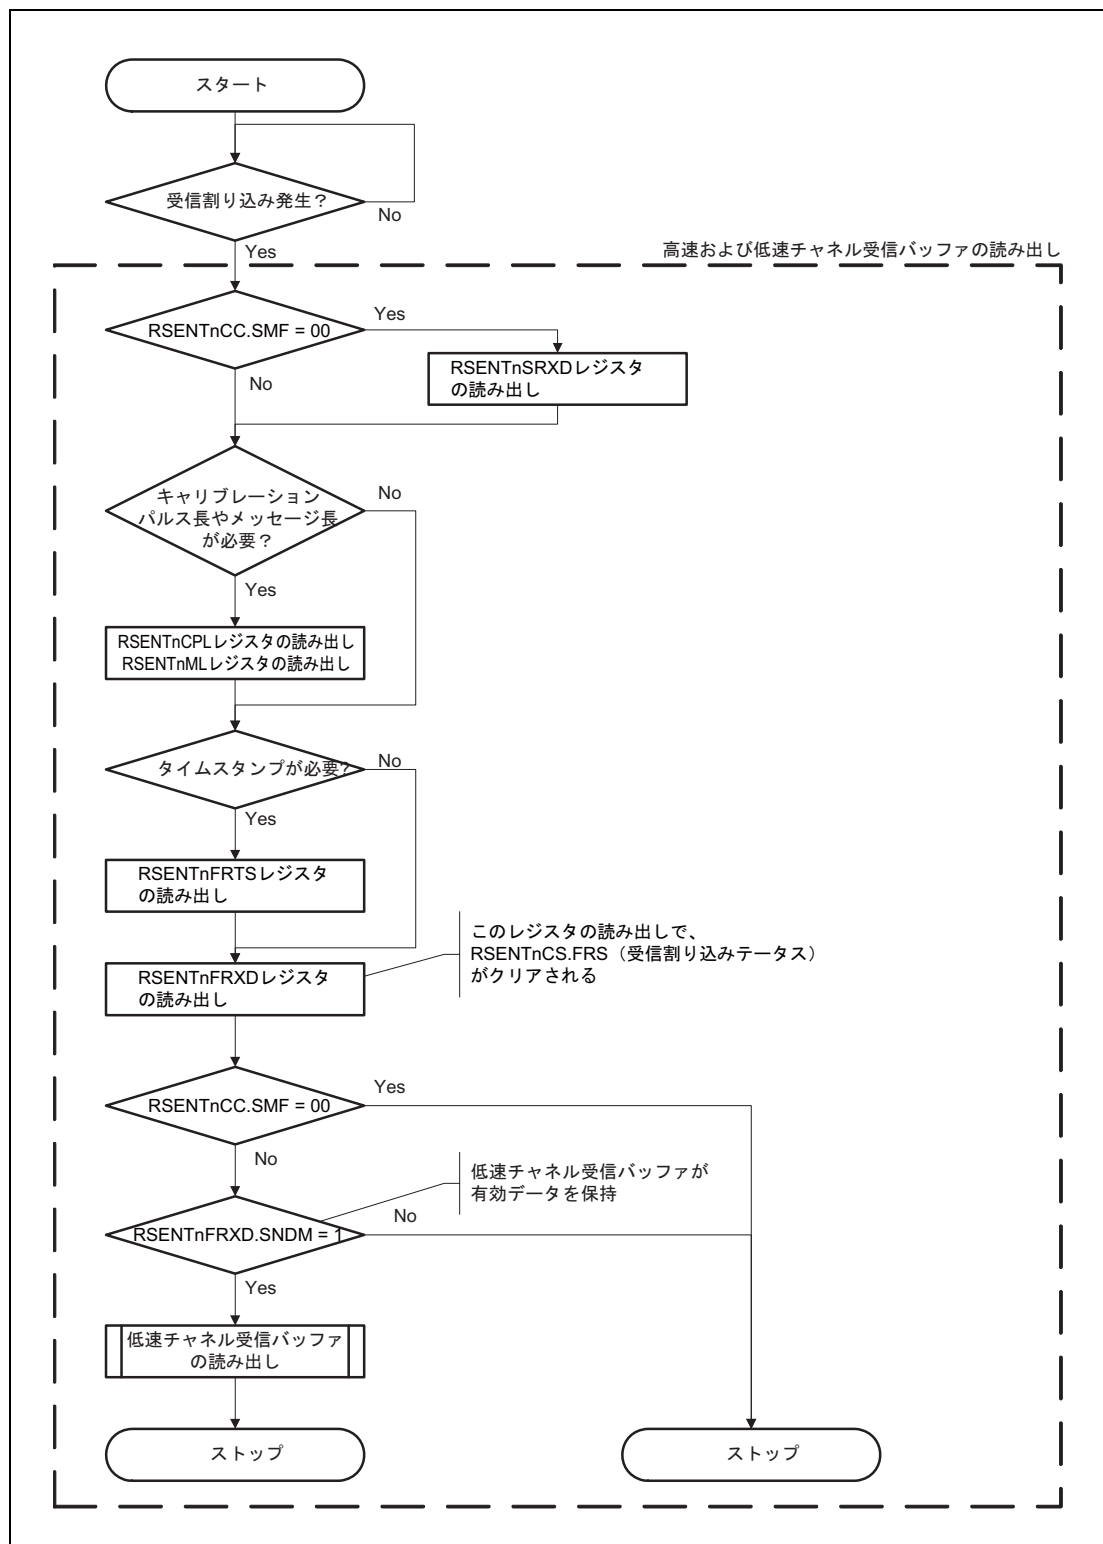 スタート
受信割り込み発生？
No
Yes
高速および低速チャネル受信バッファの読み出し
RSENTnCC.SMF = 00
Yes
No
RSENTnSRXDレジスタ
の読み出し
キャリブレーション
パルス長やメッセージ長
が必要？
No
Yes
RSENTnCPLレジスタの読み出し
RSENTnMLレジスタの読み出し
タイムスタンプが必要?
No
Yes
RSENTnFRTSレジスタ
の読み出し
このレジスタの読み出しで、
RSENTnCS.FRS（受信割り込みテータス）
がクリアされる
RSENTnFRXDレジスタ
の読み出し
RSENTnCC.SMF = 00
Yes
No
低速チャネル受信バッファが
有効データを保持
RSENTnFRXD.SNDM = 1
No
Yes
低速チャネル受信バッファ
の読み出し
ストップ
ストップ